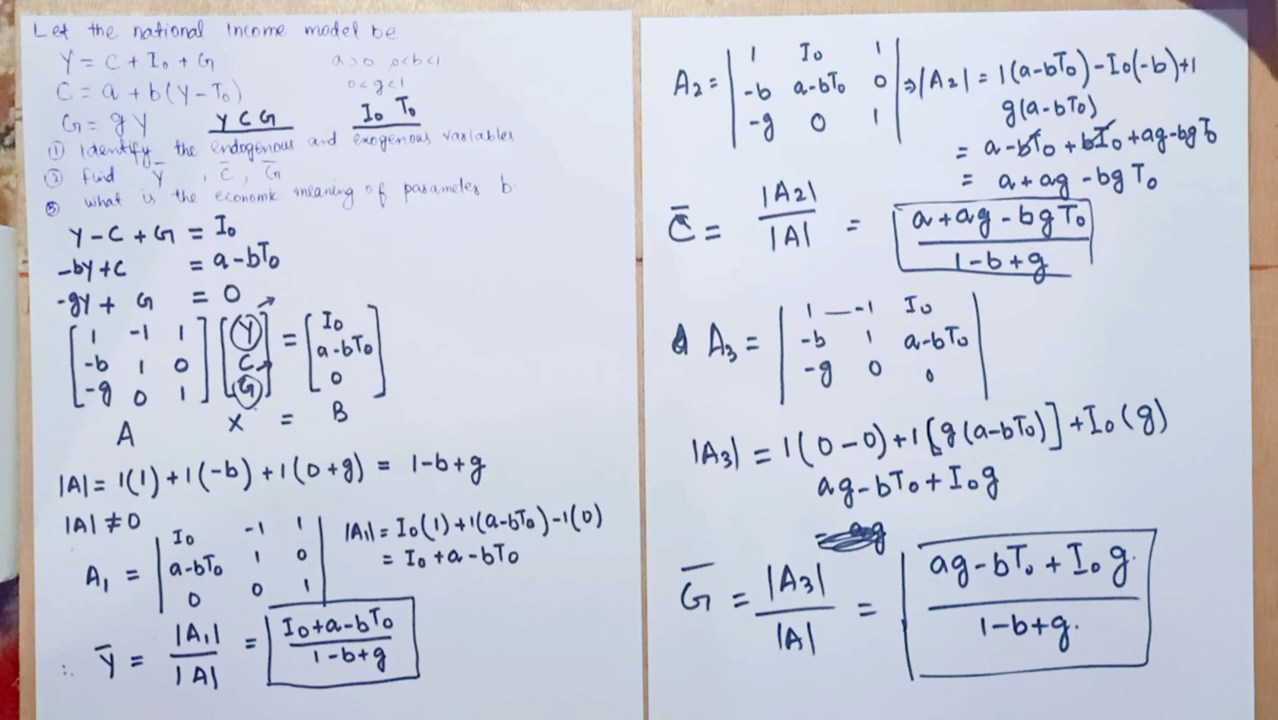 Let the national Income model be
Y = C + I₀ + G a>0 0<b<1
C = a + b(Y-T₀) 0<g<1
G = gY Y C G I₀ T₀
① Identify the endogenous and exogenous variables
② Find Y̅, C̅, G̅
③ what is the economic meaning of parameter b
Y - C + G = I₀
-bY + C = a - bT₀
-gY + G = 0
[1 -1 1] [Y] = [I₀]
[-b 1 0] [C] [a-bT₀]
[-g 0 1] [G] [0]
A X = B
|A| = 1(1) + 1(-b) + 1(0+g) = 1-b+g
|A| ≠ 0
A₁ = | I₀ -1 1 | |A₁| = I₀(1) + 1(a-bT₀) - 1(0)
| a-bT₀ 1 0 | = I₀ + a - bT₀
| 0 0 1 |
∴ Y̅ = |A₁| / |A| = I₀+a-bT₀ / 1-b+g
A₂ = | 1 I₀ 1 | ⇒ |A₂| = 1(a-bT₀) - I₀(-b) + 1
| -b a-bT₀ 0 | g(a-bT₀)
| -g 0 1 | = a-bT₀ + bI₀ + ag - bgT₀
= a + ag - bgT₀
C̅ = |A2| / |A| = a + ag - bgT₀ / 1-b+g
A₃ = | 1 -1 I₀ |
| -b 1 a-bT₀ |
| -g 0 0 |
|A₃| = 1(0-0) + 1[g(a-bT₀)] + I₀(g)
ag - bT₀ + I₀g
G̅ = |A₃| / |A| = ag - bT₀ + I₀g. / 1-b+g.